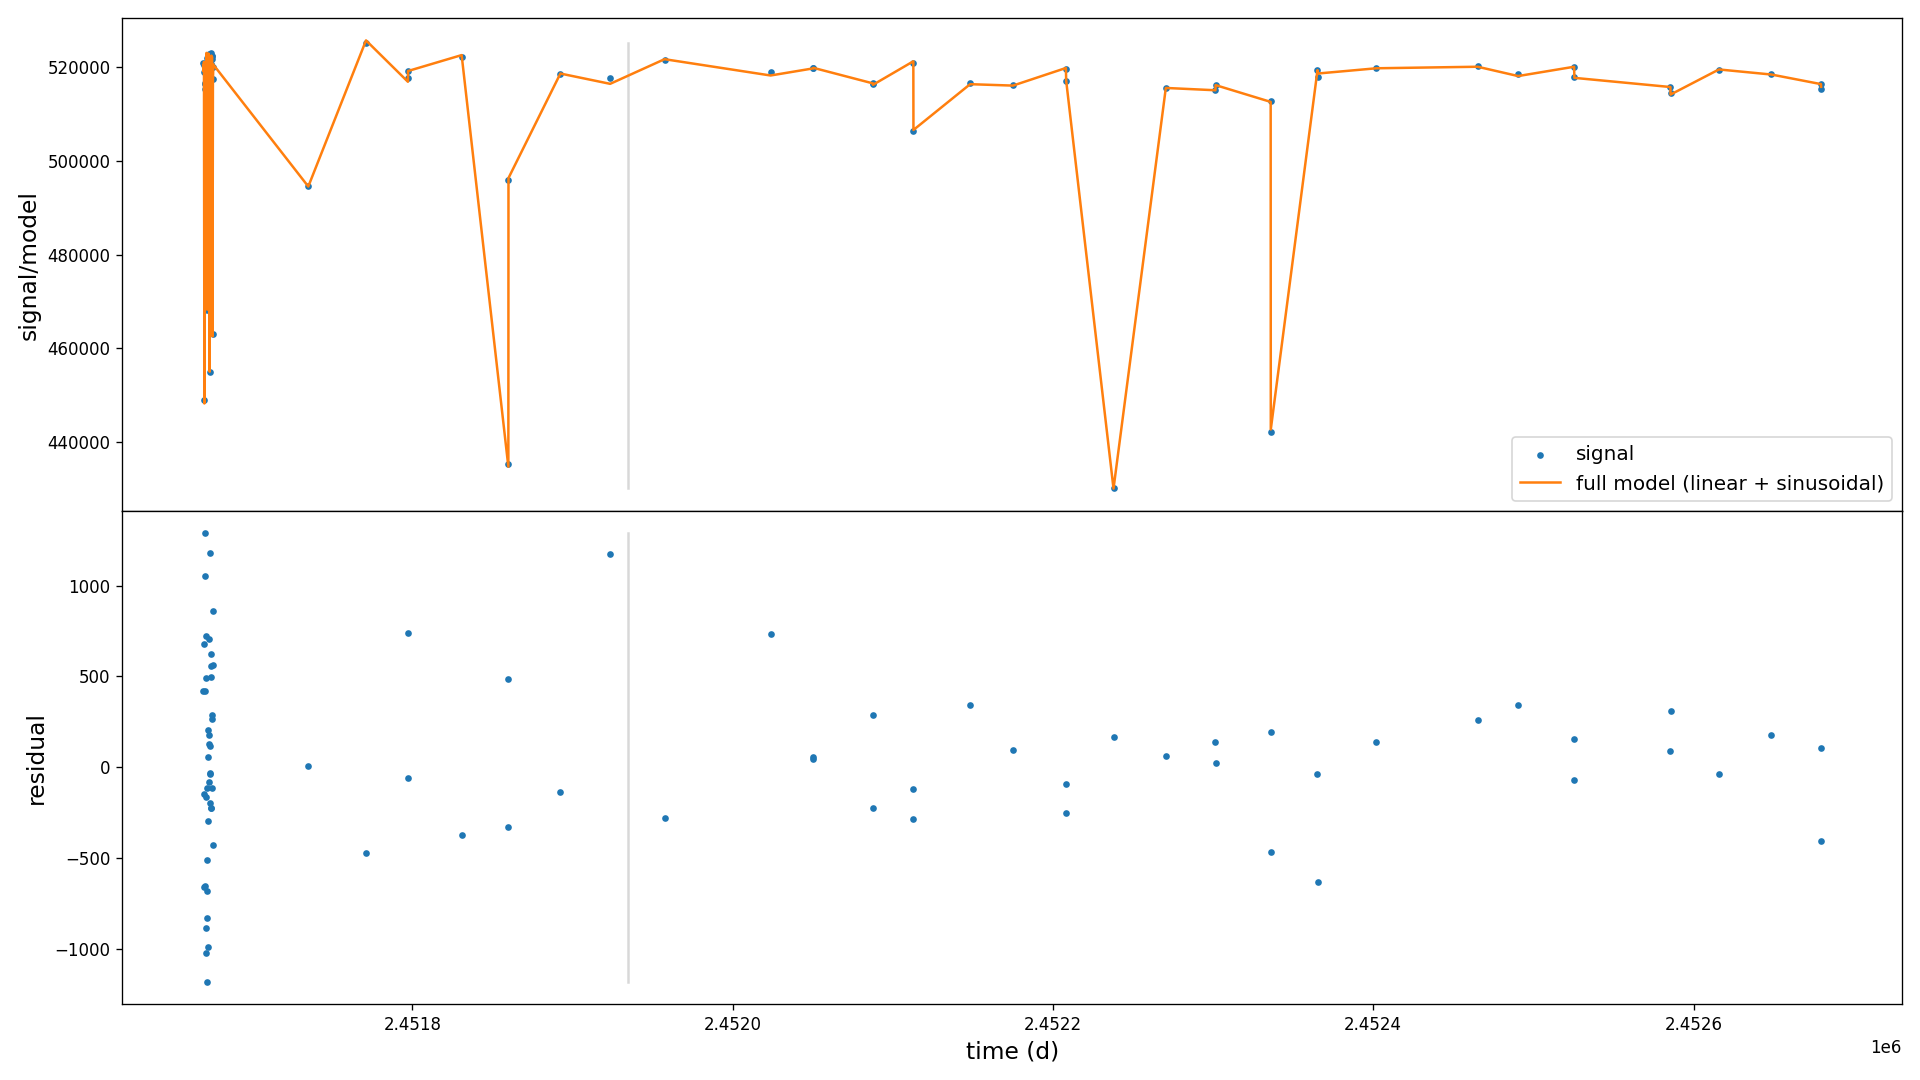 signal/model
520000
500000
480000
460000
440000
signal
full model (linear + sinusoidal)
residual
1000
500
0
−500
−1000
2.4518
2.4520
2.4522
2.4524
2.4526
time (d)
1e6